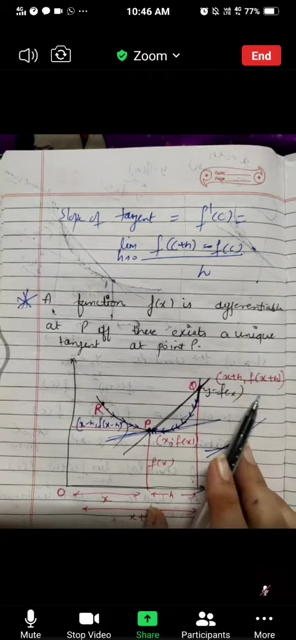 10:46 AM
4G
77%
Zoom
End
Slope of tangent = f'(c) =
lim f(c+h) - f(c)
h→0 h
A function f(x) is differentiable
at P iff there exists a unique
tangent at point P.
Q (x+h, f(x+h))
y=f(x)
R
P
(x-h, f(x-h))
(x, f(x))
f(x)
O x h
Mute
Stop Video
Share
Participants
More